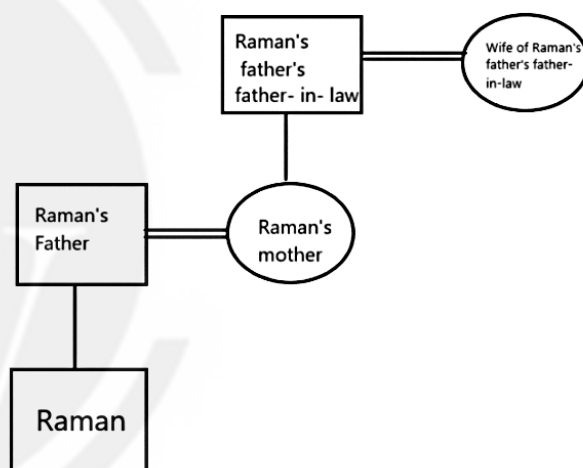 Raman's
father's
father- in- law
Wife of Raman's
father's father-
in-law
Raman's
Father
Raman's
mother
Raman